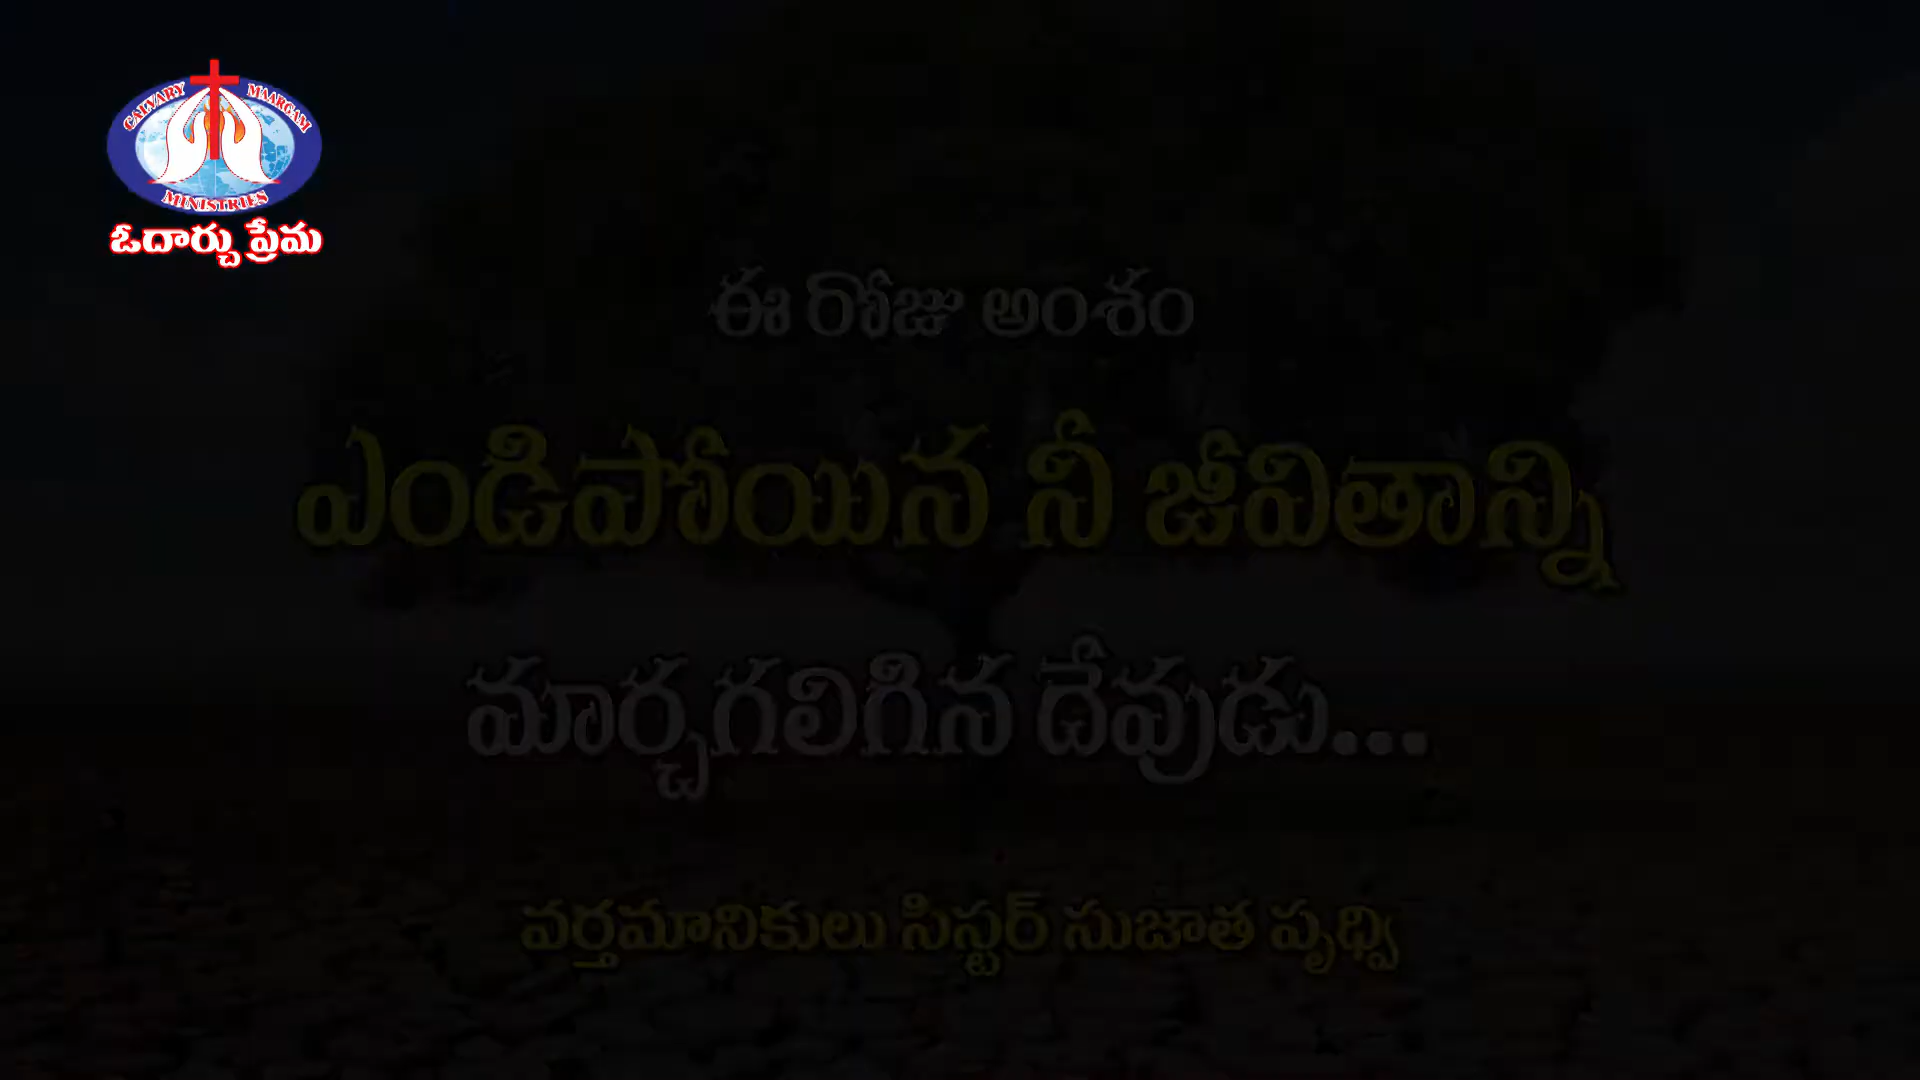 CALVARY MAARGAM
MINISTRIES
ఓదార్చు ప్రేమ
ఈ రోజు అంశం
ఎండిపోయిన నీ జీవితాన్ని
మార్చగలిగిన దేవుడు...
వర్తమానికులు సిస్టర్ సుజాత పృథ్వి